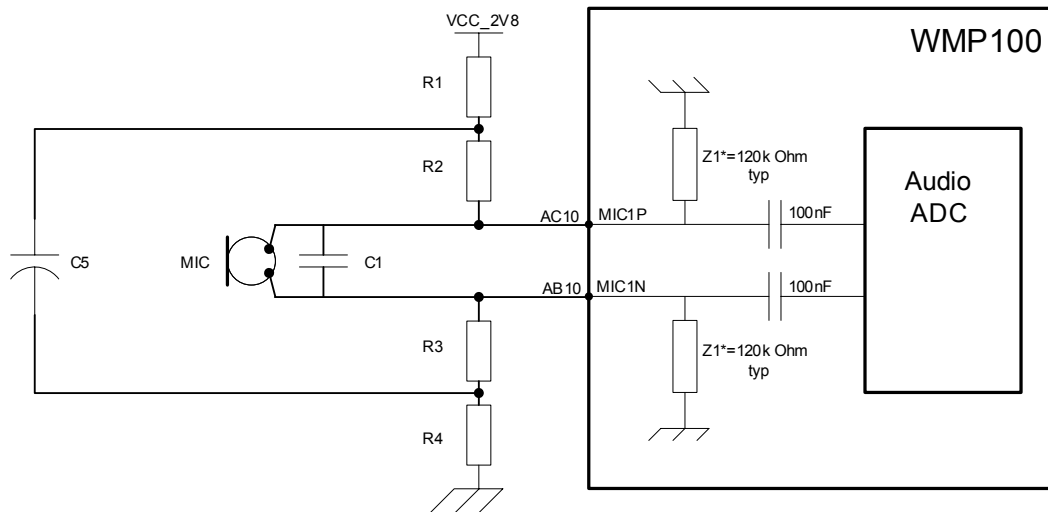 VCC_2V8
WMP100
R1
R2
Z1*=120k Ohm
typ
Audio
ADC
AC10
MIC1P
100nF
C5
MIC
C1
AB10
MIC1N
100nF
R3
Z1*=120k Ohm
typ
R4